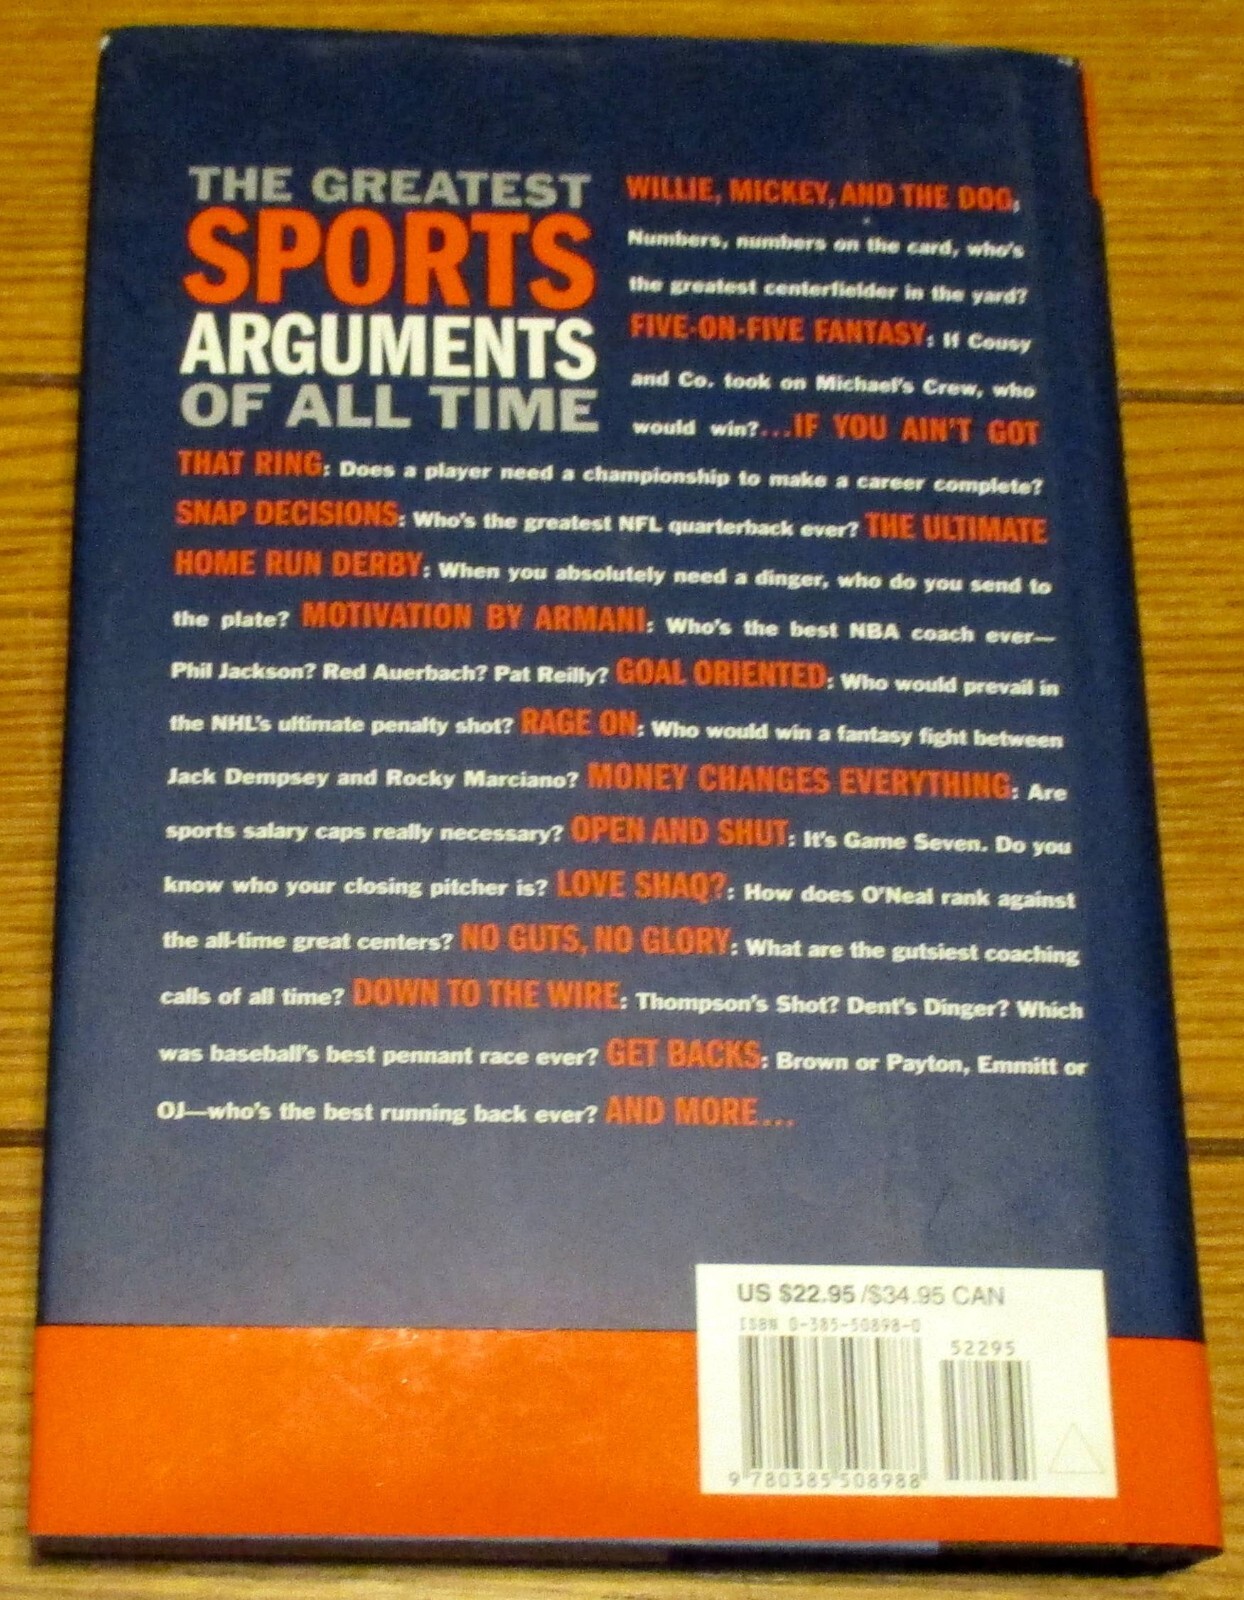 THE GREATEST
SPORTS
ARGUMENTS
OF ALL TIME
WILLIE, MICKEY, AND THE DOG:
Numbers, numbers on the card, who's
the greatest centerfielder in the yard?
FIVE-ON-FIVE FANTASY: If Cousy
and Co. took on Michael's Crew, who
would win?...IF YOU AIN'T GOT
THAT RING: Does a player need a championship to make a career complete?
SNAP DECISIONS: Who's the greatest NFL quarterback ever? THE ULTIMATE
HOME RUN DERBY: When you absolutely need a dinger, who do you send to
the plate? MOTIVATION BY ARMANI: Who's the best NBA coach ever—
Phil Jackson? Red Auerbach? Pat Reilly? GOAL ORIENTED: Who would prevail in
the NHL's ultimate penalty shot? RAGE ON: Who would win a fantasy fight between
Jack Dempsey and Rocky Marciano? MONEY CHANGES EVERYTHING: Are
sports salary caps really necessary? OPEN AND SHUT: It's Game Seven. Do you
know who your closing pitcher is? LOVE SHAQ?: How does O'Neal rank against
the all-time great centers? NO GUTS, NO GLORY: What are the gutsiest coaching
calls of all time? DOWN TO THE WIRE: Thompson's Shot? Dent's Dinger? Which
was baseball's best pennant race ever? GET BACKS: Brown or Payton, Emmitt or
OJ—who's the best running back ever? AND MORE...
US $22.95/$34.95 CAN
ISBN 0-385-50898-0
52295
9 780385 508988